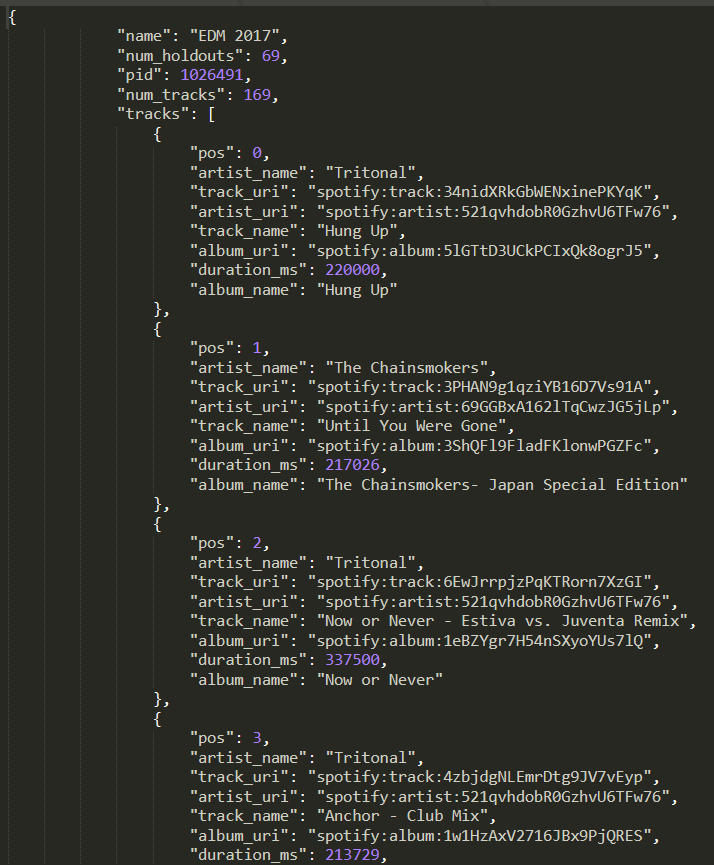 {
"name": "EDM 2017",
"num_holdouts": 69,
"pid": 1026491,
"num_tracks": 169,
"tracks": [
{
"pos": 0,
"artist_name": "Tritonal",
"track_uri": "spotify:track:34nidXRkGbWENxinePKYqK",
"artist_uri": "spotify:artist:521qvhdobR0GzhvU6TFw76",
"track_name": "Hung Up",
"album_uri": "spotify:album:5lGTtD3UCkPCIxQk8ogrJ5",
"duration_ms": 220000,
"album_name": "Hung Up"
},
{
"pos": 1,
"artist_name": "The Chainsmokers",
"track_uri": "spotify:track:3PHAN9g1qziYB16D7Vs91A",
"artist_uri": "spotify:artist:69GGBxA162lTqCwzJG5jLp",
"track_name": "Until You Were Gone",
"album_uri": "spotify:album:3ShQFl9FladFKlonwPGZFc",
"duration_ms": 217026,
"album_name": "The Chainsmokers- Japan Special Edition"
},
{
"pos": 2,
"artist_name": "Tritonal",
"track_uri": "spotify:track:6EwJrrpjzPqKTRorn7XzGI",
"artist_uri": "spotify:artist:521qvhdobR0GzhvU6TFw76",
"track_name": "Now or Never - Estiva vs. Juventa Remix",
"album_uri": "spotify:album:1eBZYgr7H54nSXyoYUs7lQ",
"duration_ms": 337500,
"album_name": "Now or Never"
},
{
"pos": 3,
"artist_name": "Tritonal",
"track_uri": "spotify:track:4zbjdgNLEmrDtg9JV7vEyp",
"artist_uri": "spotify:artist:521qvhdobR0GzhvU6TFw76",
"track_name": "Anchor - Club Mix",
"album_uri": "spotify:album:1w1HzAxV2716JBx9PjQRES",
"duration_ms": 213729,